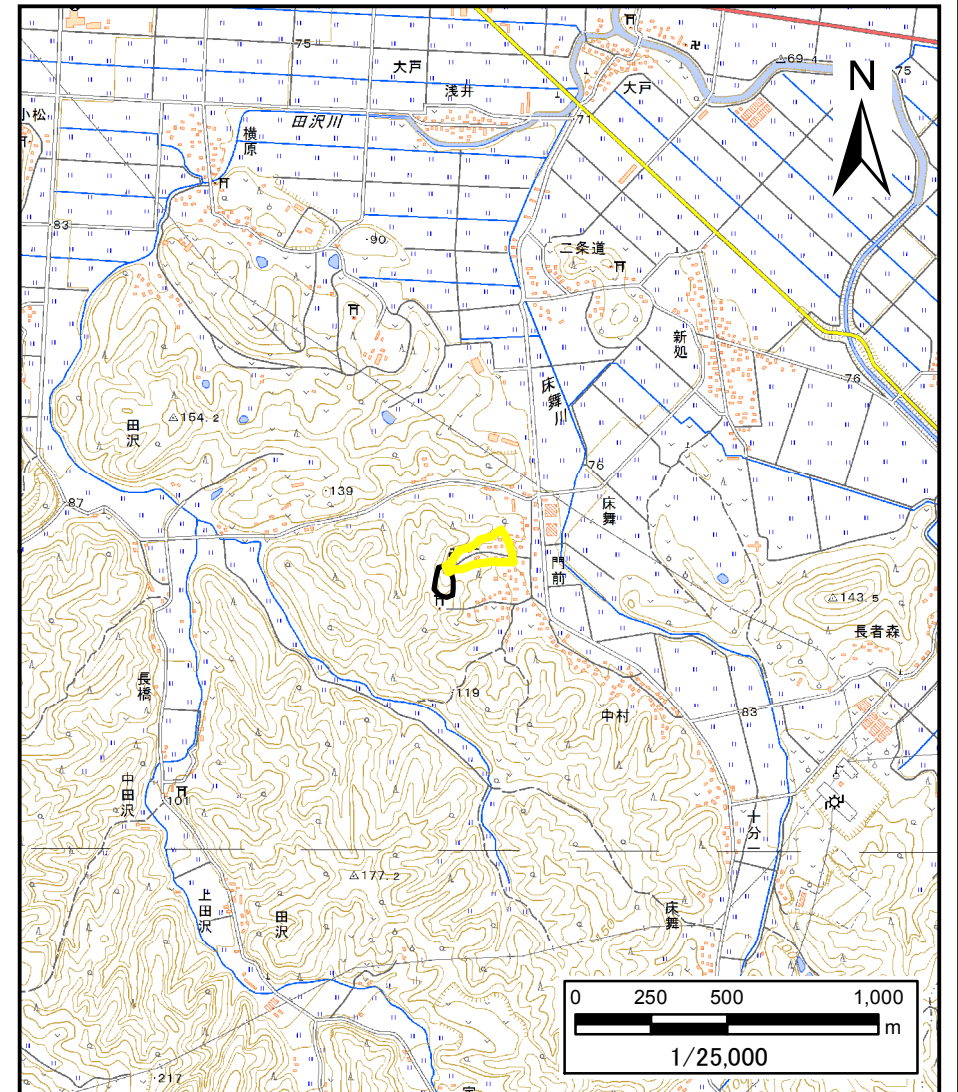 75
大戸
浅井
大戸
69.4
75
N
小松
田沢川
横原
71
83
90
二条道
新処
床舞川
76
154.2
田沢
76
139
87
床舞
門前
143.5
長者森
長橋
119
中村
83
中田沢
101
十分一
177.2
上田沢
田沢
床舞
150
217
0 250 500 1,000
m
1/25,000